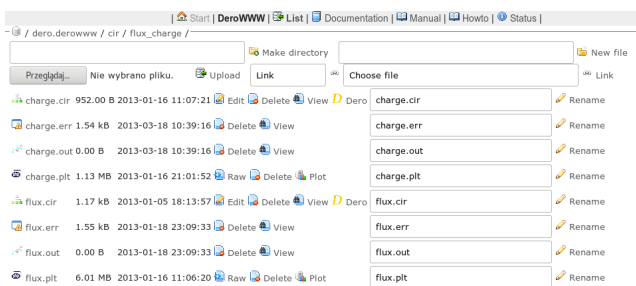 | Start | DeroWWW | List | Documentation | Manual | Howto | Status |
/ dero.derowww / cir / flux_charge /
Make directory New file
Przeglądaj... Nie wybrano pliku. Upload Link Choose file Link
charge.cir 952.00 B 2013-01-16 11:07:21 Edit Delete View D Dero charge.cir Rename
charge.err 1.54 kB 2013-03-18 10:39:16 Delete View charge.err Rename
charge.out 0.00 B 2013-03-18 10:39:16 Delete View charge.out Rename
charge.plt 1.13 MB 2013-01-16 21:01:52 Raw Delete Plot charge.plt Rename
flux.cir 1.17 kB 2013-01-05 18:13:57 Edit Delete View D Dero flux.cir Rename
flux.err 1.55 kB 2013-01-18 23:09:33 Delete View flux.err Rename
flux.out 0.00 B 2013-01-18 23:09:33 Delete View flux.out Rename
flux.plt 6.01 MB 2013-01-16 11:06:20 Raw Delete Plot flux.plt Rename